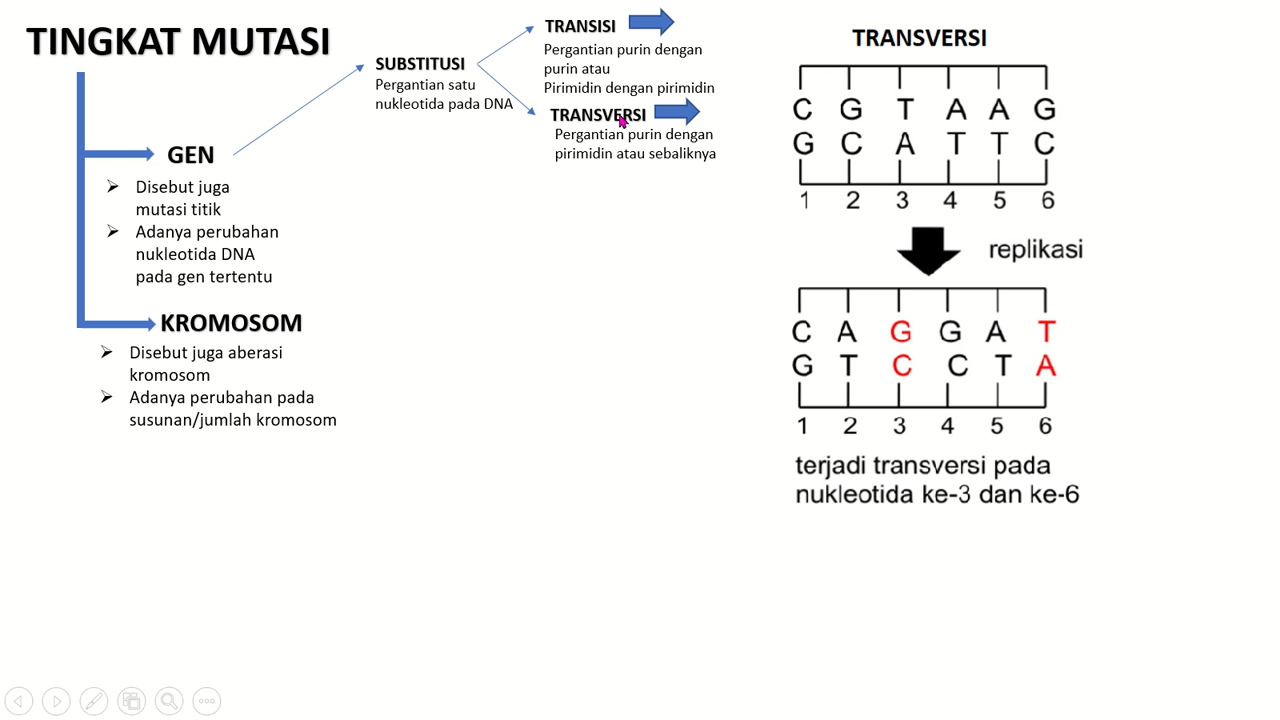 TINGKAT MUTASI
GEN
Disebut juga
mutasi titik
Adanya perubahan
nukleotida DNA
pada gen tertentu
KROMOSOM
Disebut juga aberasi
kromosom
Adanya perubahan pada
susunan/jumlah kromosom
SUBSTITUSI
Pergantian satu
nukleotida pada DNA
TRANSISI
Pergantian purin dengan
purin atau
Pirimidin dengan pirimidin
TRANSVERSI
Pergantian purin dengan
pirimidin atau sebaliknya
TRANSVERSI
C G T A A G
G C A T T C
1 2 3 4 5 6
replikasi
C A G G A T
G T C C T A
1 2 3 4 5 6
terjadi transversi pada
nukleotida ke-3 dan ke-6